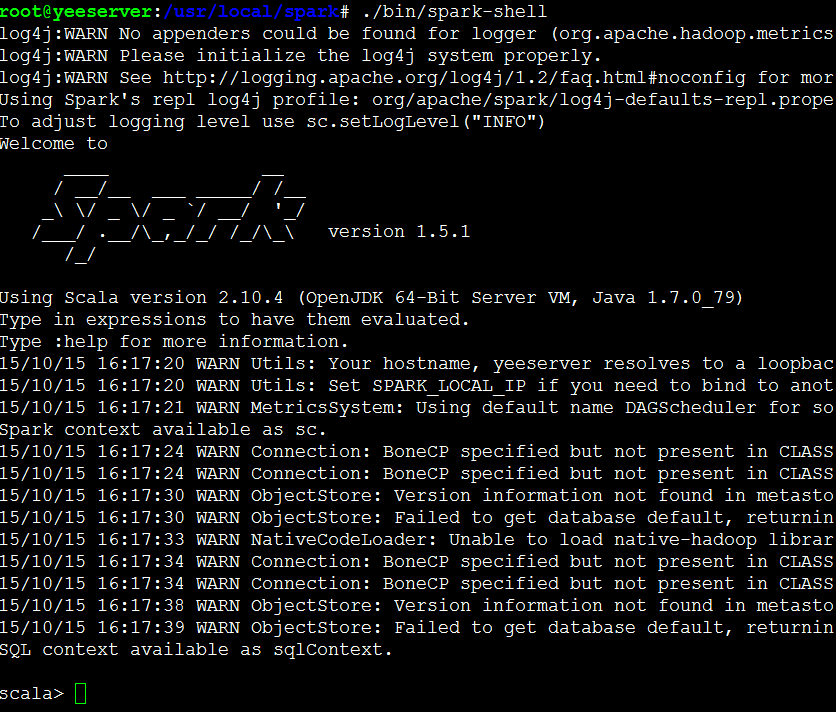 root@yeeserver:/usr/local/spark# ./bin/spark-shell
log4j:WARN No appenders could be found for logger (org.apache.hadoop.metrics
log4j:WARN Please initialize the log4j system properly.
log4j:WARN See http://logging.apache.org/log4j/1.2/faq.html#noconfig for mor
Using Spark's repl log4j profile: org/apache/spark/log4j-defaults-repl.prope
To adjust logging level use sc.setLogLevel("INFO")
Welcome to
      ____              __
     / __/__  ___ _____/ /__
    _\ \/ _ \/ _ `/ __/  '_/
   /___/ .__/\_,_/_/ /_/\_\   version 1.5.1
      /_/
Using Scala version 2.10.4 (OpenJDK 64-Bit Server VM, Java 1.7.0_79)
Type in expressions to have them evaluated.
Type :help for more information.
15/10/15 16:17:20 WARN Utils: Your hostname, yeeserver resolves to a loopbac
15/10/15 16:17:20 WARN Utils: Set SPARK_LOCAL_IP if you need to bind to anot
15/10/15 16:17:21 WARN MetricsSystem: Using default name DAGScheduler for so
Spark context available as sc.
15/10/15 16:17:24 WARN Connection: BoneCP specified but not present in CLASS
15/10/15 16:17:24 WARN Connection: BoneCP specified but not present in CLASS
15/10/15 16:17:30 WARN ObjectStore: Version information not found in metasto
15/10/15 16:17:30 WARN ObjectStore: Failed to get database default, returnin
15/10/15 16:17:33 WARN NativeCodeLoader: Unable to load native-hadoop librar
15/10/15 16:17:34 WARN Connection: BoneCP specified but not present in CLASS
15/10/15 16:17:34 WARN Connection: BoneCP specified but not present in CLASS
15/10/15 16:17:38 WARN ObjectStore: Version information not found in metasto
15/10/15 16:17:39 WARN ObjectStore: Failed to get database default, returnin
SQL context available as sqlContext.
scala>